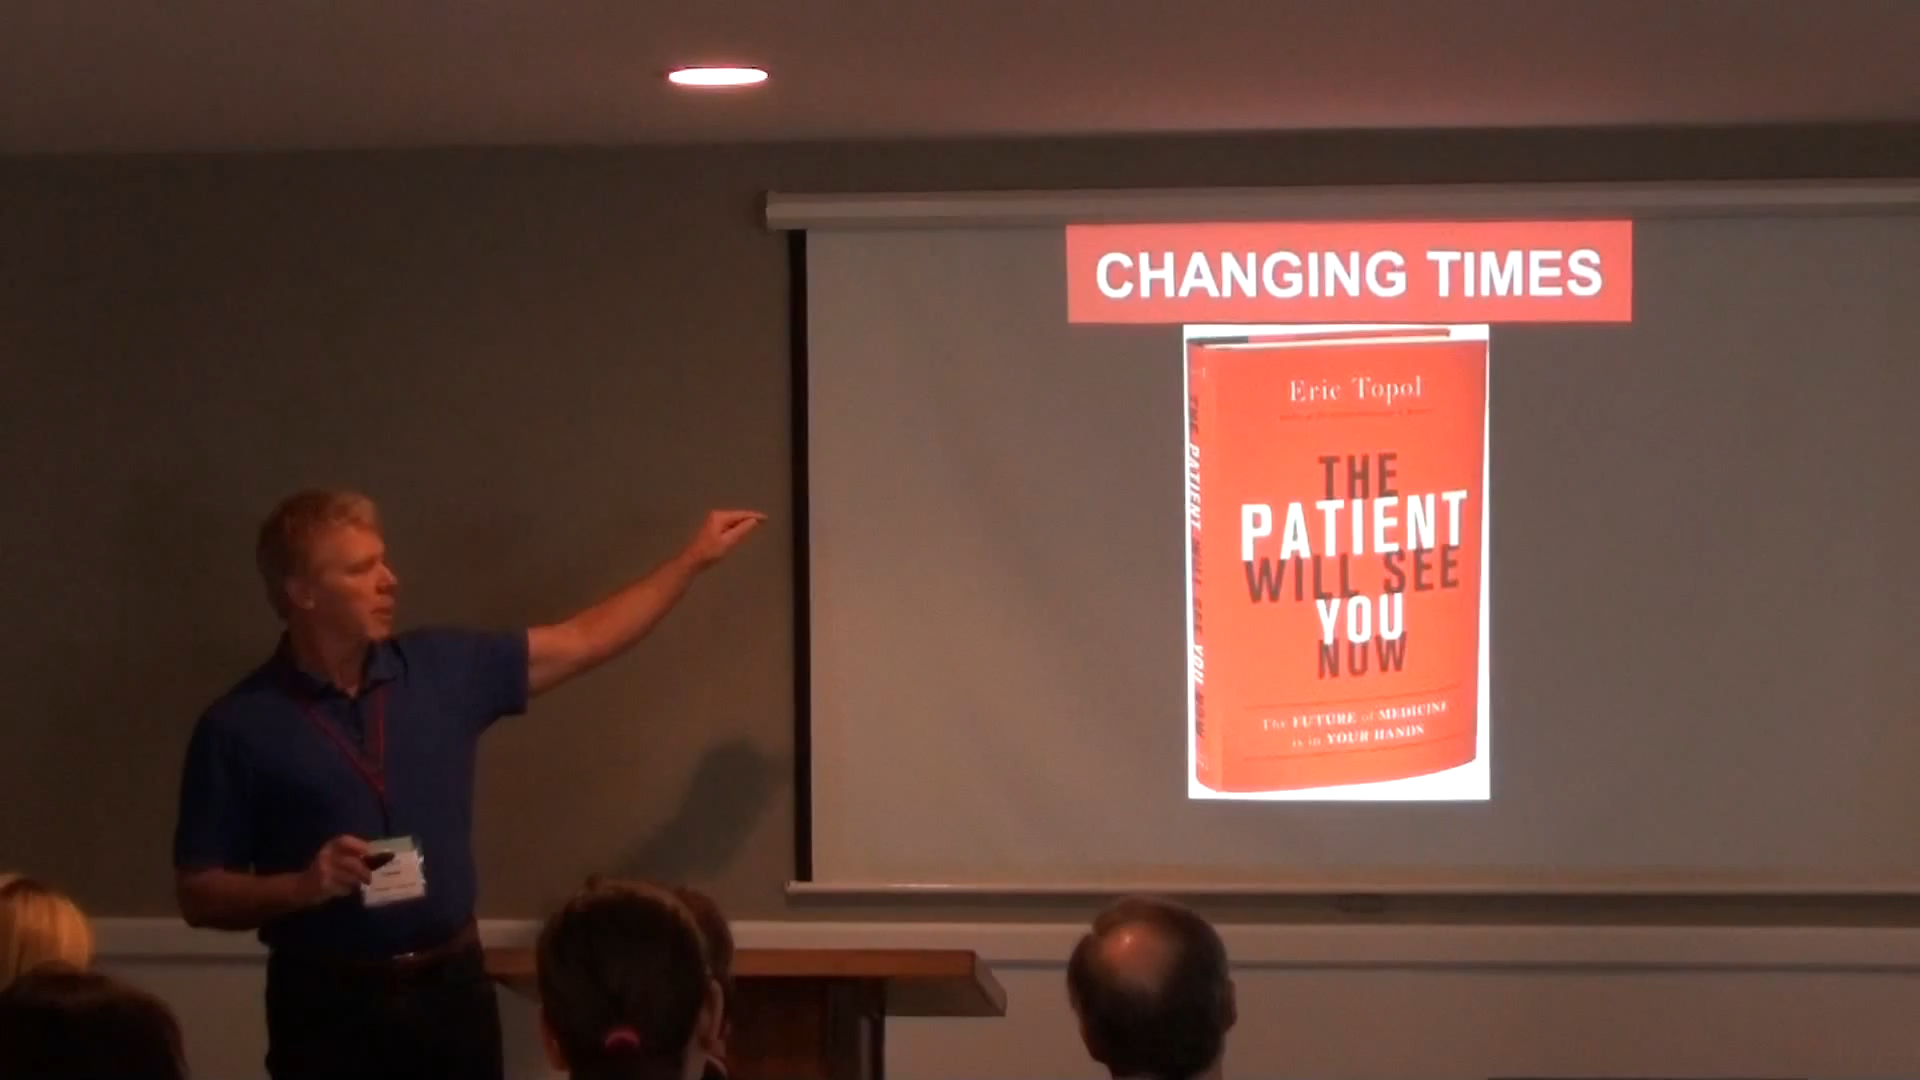 CHANGING TIMES
Eric Topol
THE
PATIENT
WILL SEE
YOU
NOW
The FUTURE of MEDICINE
is in YOUR HANDS
THE PATIENT WILL SEE YOU NOW